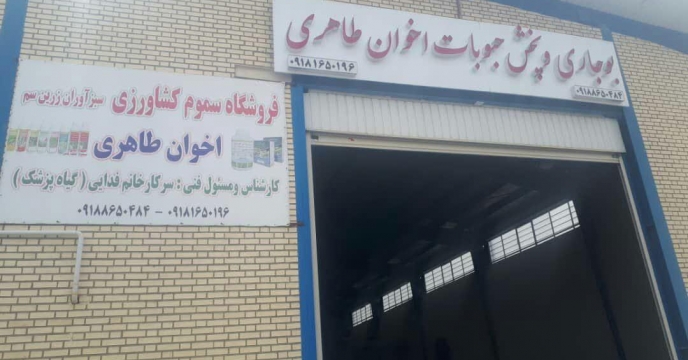 بوجاری و پخش حبوبات اخوان طاهری
۰۹۱۸۱۶۵۰۱۹۶
۰۹۱۸۸۶۵۰۴۸۴
فروشگاه سموم کشاورزی سبزآوران زرین سم
اخوان طاهری
کارشناس ومسئول فنی : سرکار خانم فدایی ( گیاه پزشک )
۰۹۱۸۸۶۵۰۴۸۴ - ۰۹۱۸۱۶۵۰۱۹۶